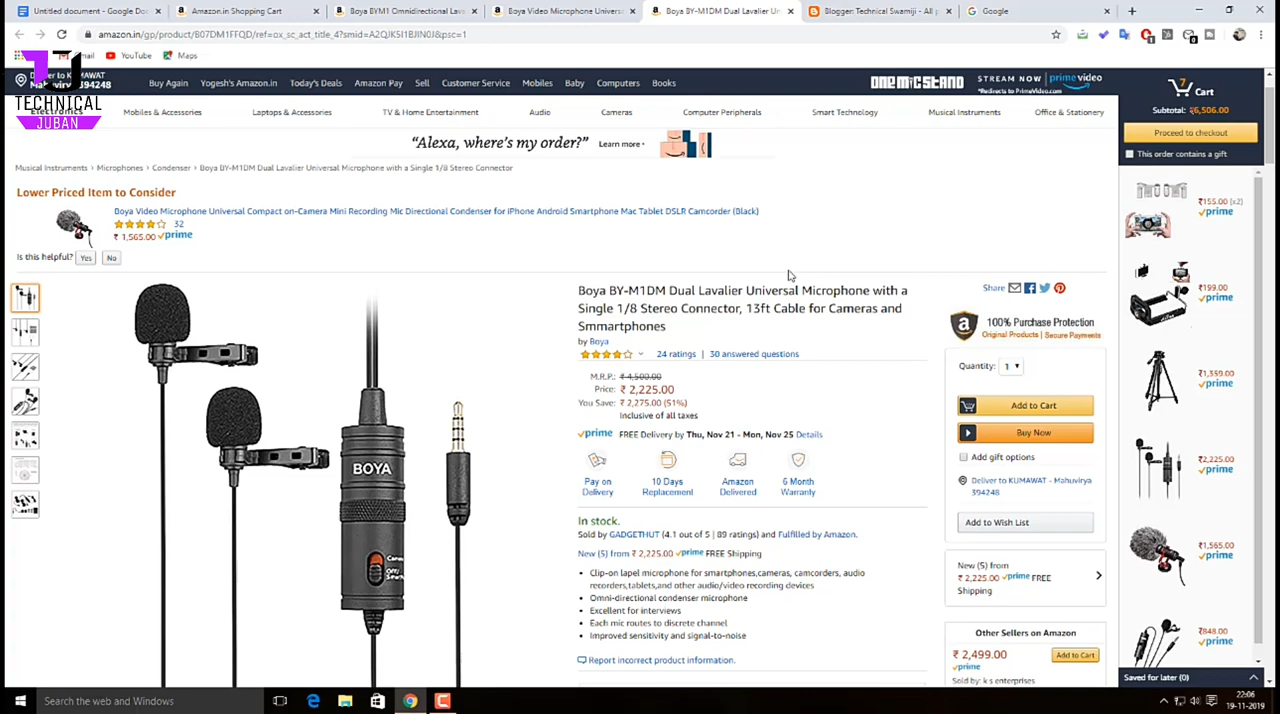 Untitled document - Google Do
Amazon.in Shopping Cart
Boya BYM1 Omnidirectional Lave
Boya Video Microphone Universa
Boya BY-M1DM Dual Lavalier Un
Blogger: Technical Swamiji - All p
Google
amazon.in/gp/product/B07DM1FFQD/ref=ox_sc_act_title_4?smid=A2QJK5I1BJIN0J&psc=1
YouTube
Maps
TECHNICAL
JUBAN
KUMAWAT
394248
Buy Again
Yogesh's Amazon.in
Today's Deals
Amazon Pay
Sell
Customer Service
Mobiles
Baby
Computers
Books
ONE MIC STAND
STREAM NOW
prime video
*Redirects to PrimeVideo.com
7
Cart
Subtotal: ₹6,506.00
Proceed to checkout
This order contains a gift
Electronics
Mobiles & Accessories
Laptops & Accessories
TV & Home Entertainment
Audio
Cameras
Computer Peripherals
Smart Technology
Musical Instruments
Office & Stationery
“Alexa, where’s my order?”
Learn more ›
Musical Instruments › Microphones › Condenser › Boya BY-M1DM Dual Lavalier Universal Microphone with a Single 1/8 Stereo Connector
Lower Priced Item to Consider
Boya Video Microphone Universal Compact on-Camera Mini Recording Mic Directional Condenser for iPhone Android Smartphone Mac Tablet DSLR Camcorder (Black)
32
₹ 1,565.00 prime
Is this helpful?
Yes
No
BOYA
Boya BY-M1DM Dual Lavalier Universal Microphone with a
Single 1/8 Stereo Connector, 13ft Cable for Cameras and
Smmartphones
by Boya
24 ratings | 30 answered questions
M.R.P.: ₹ 4,500.00
Price: ₹ 2,225.00
You Save: ₹ 2,275.00 (51%)
Inclusive of all taxes
prime FREE Delivery by Thu, Nov 21 - Mon, Nov 25 Details
Pay on
Delivery
10 Days
Replacement
Amazon
Delivered
6 Month
Warranty
In stock.
Sold by GADGETHUT (4.1 out of 5 | 89 ratings) and Fulfilled by Amazon.
New (5) from ₹ 2,225.00 prime FREE Shipping
• Clip-on lapel microphone for smartphones,cameras, camcorders, audio
recorders,tablets,and other audio/video recording devices
• Omni-directional condenser microphone
• Excellent for interviews
• Each mic routes to discrete channel
• Improved sensitivity and signal-to-noise
Report incorrect product information.
Share
100% Purchase Protection
Original Products | Secure Payments
Quantity: 1
Add to Cart
Buy Now
Add gift options
Deliver to KUMAWAT - Mahuvirya
394248
Add to Wish List
New (5) from
₹ 2,225.00 prime FREE
Shipping
Other Sellers on Amazon
₹ 2,499.00
Add to Cart
prime
Sold by: k s enterprises
₹155.00 (x2)
prime
₹199.00
prime
₹1,359.00
prime
₹2,225.00
prime
₹1,565.00
prime
₹848.00
prime
Saved for later (0)
Search the web and Windows
22:06
19-11-2019